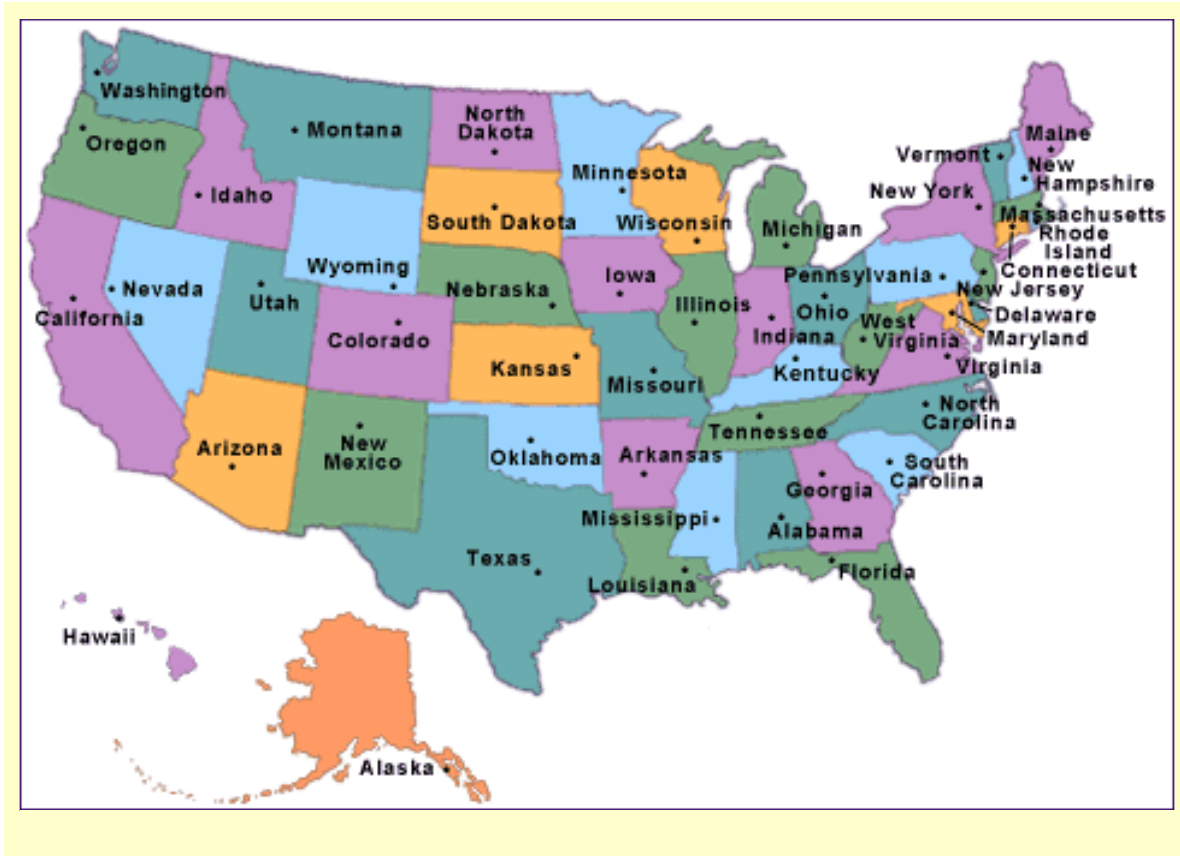 Washington
Montana
North
Dakota
Minnesota
Maine
Oregon
Vermont
New
Hampshire
Idaho
South Dakota
Wisconsin
Michigan
New York
Massachusetts
Rhode
Island
Connecticut
Wyoming
Nevada
Utah
Nebraska
Iowa
Illinois
Indiana
Ohio
Pennsylvania
New Jersey
Delaware
Maryland
California
Colorado
Kansas
Missouri
Kentucky
West
Virginia
Virginia
Arizona
New
Mexico
Oklahoma
Arkansas
Tennessee
North
Carolina
South
Carolina
Georgia
Alabama
Mississippi
Texas
Louisiana
Florida
Hawaii
Alaska